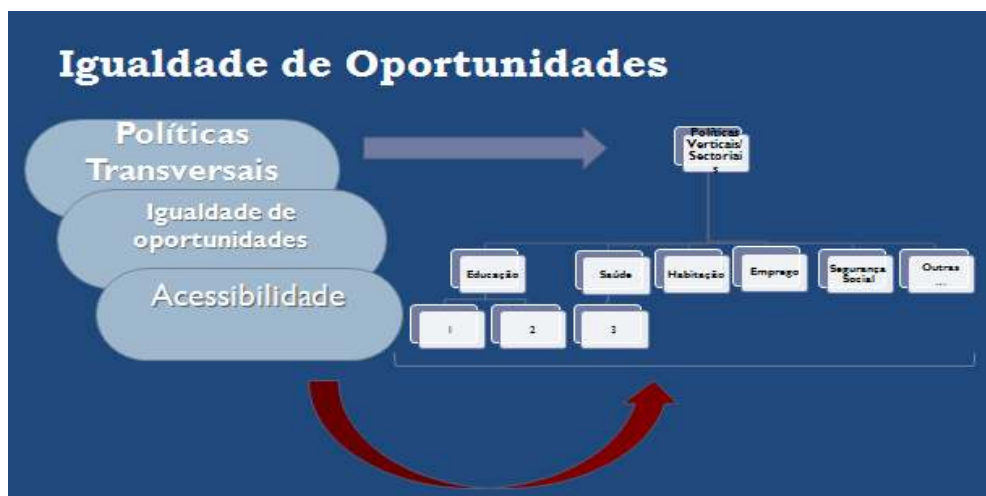 Igualdade de Oportunidades
Políticas
Transversais
Igualdade de
oportunidades
Acessibilidade
Políticas
Verticais/
Sectoriai
s
Educação
Saúde
Habitação
Emprego
Segurança
Social
Outras
...
1
2
3